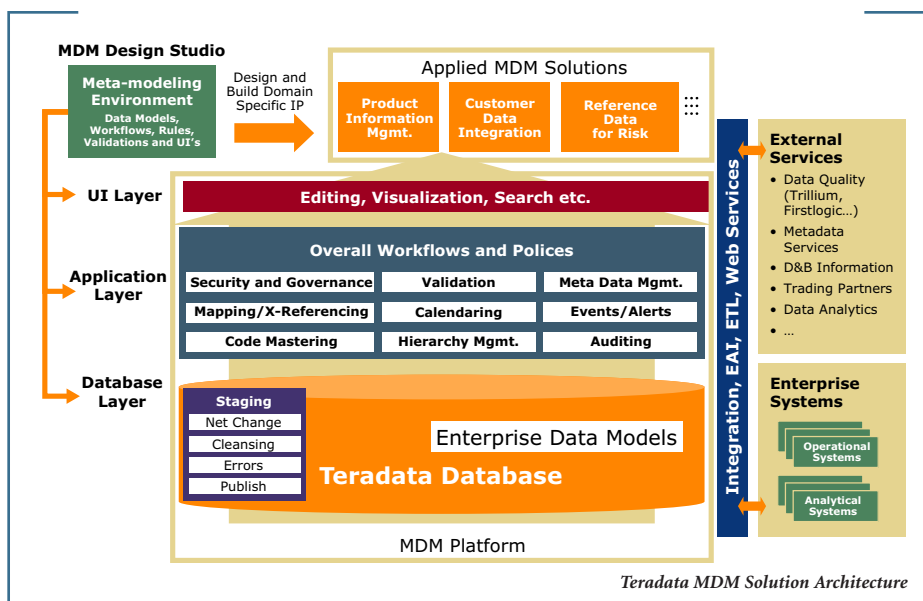 MDM Design Studio
Meta-modeling
Environment
Data Models,
Workflows, Rules,
Validations and UI's
Design and
Build Domain
Specific IP
Applied MDM Solutions
Product
Information
Mgmt.
Customer
Data
Integration
Reference
Data
for Risk
UI Layer
Application
Layer
Database
Layer
Editing, Visualization, Search etc.
Overall Workflows and Polices
Security and Governance
Validation
Meta Data Mgmt.
Mapping/X-Referencing
Calendaring
Events/Alerts
Code Mastering
Hierarchy Mgmt.
Auditing
Staging
Net Change
Cleansing
Errors
Publish
Enterprise Data Models
Teradata Database
MDM Platform
Integration, EAI, ETL, Web Services
External
Services
• Data Quality
(Trillium,
Firstlogic...)
• Metadata
Services
• D&B Information
• Trading Partners
• Data Analytics
• ...
Enterprise
Systems
Operational
Systems
Analytical
Systems
Teradata MDM Solution Architecture